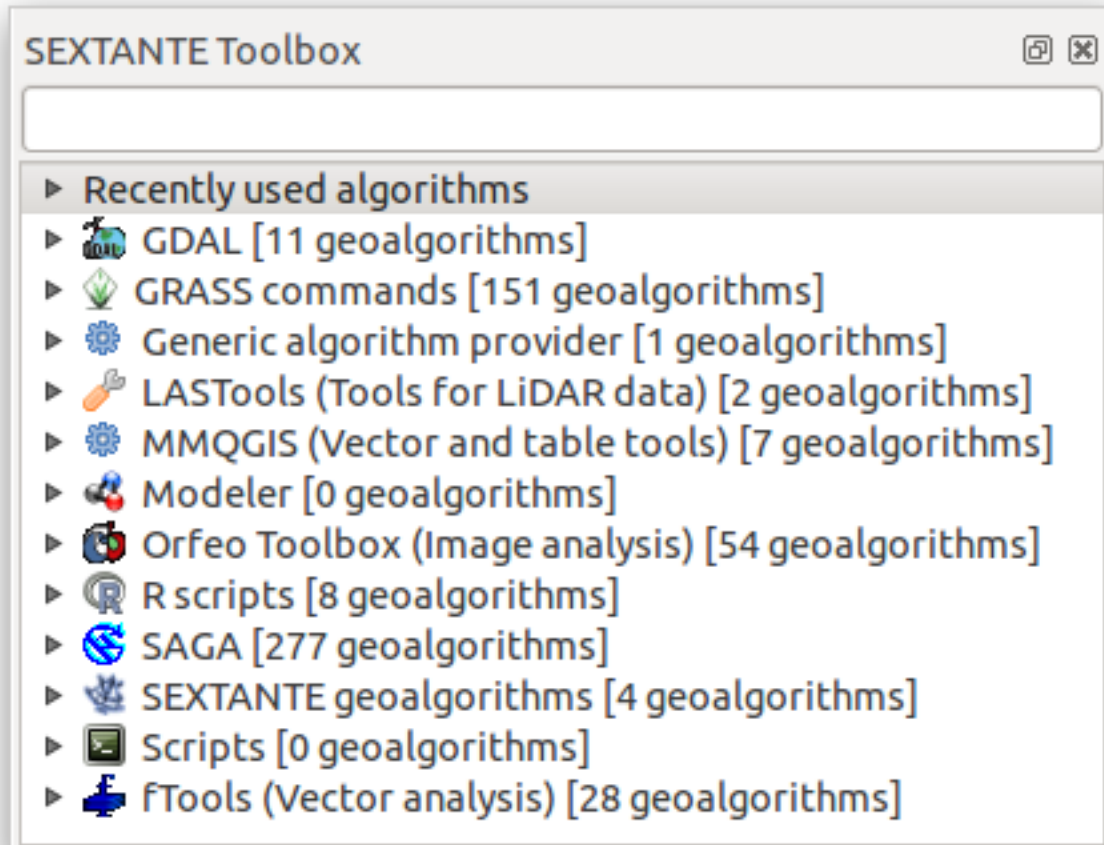 SEXTANTE Toolbox
Recently used algorithms
GDAL [11 geoalgorithms]
GRASS commands [151 geoalgorithms]
Generic algorithm provider [1 geoalgorithms]
LASTools (Tools for LiDAR data) [2 geoalgorithms]
MMQGIS (Vector and table tools) [7 geoalgorithms]
Modeler [0 geoalgorithms]
Orfeo Toolbox (Image analysis) [54 geoalgorithms]
R scripts [8 geoalgorithms]
SAGA [277 geoalgorithms]
SEXTANTE geoalgorithms [4 geoalgorithms]
Scripts [0 geoalgorithms]
fTools (Vector analysis) [28 geoalgorithms]